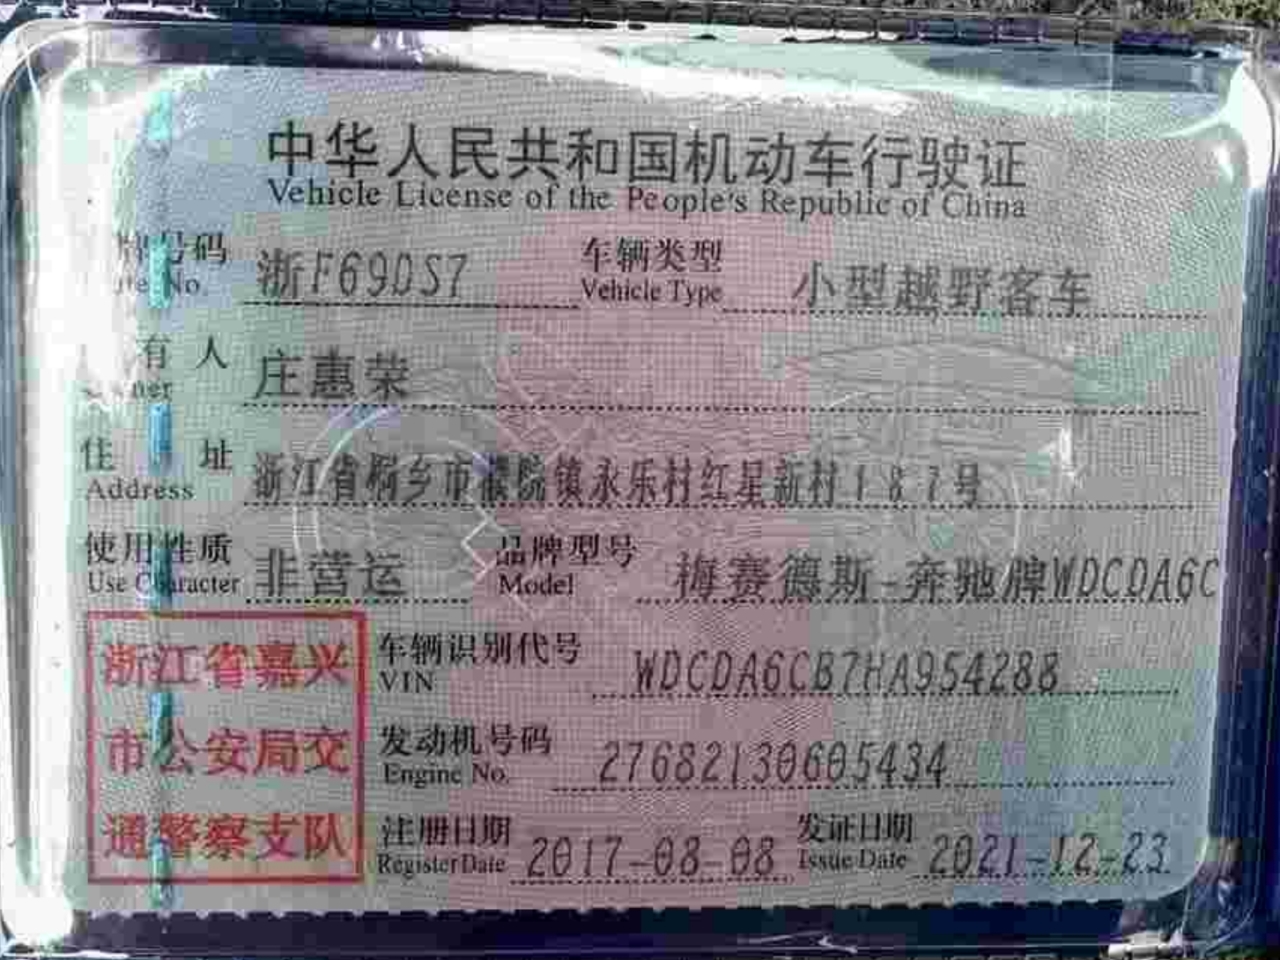 中华人民共和国机动车行驶证
Vehicle License of the People's Republic of China
号码 浙F69DS7 车辆类型 小型越野客车
No. Vehicle Type
有人 庄惠荣
住址 浙江省桐乡市濮院镇永乐村红星新村187号
Address
使用性质 非营运 品牌型号 梅赛德斯-奔驰牌WDCDA6C
Use Character Model
浙江省嘉兴
市公安局交
通警察支队
车辆识别代号 WDCDA6CB7HA954288
VIN
发动机号码 27682130605434
Engine No.
注册日期 2017-08-08 发证日期 2021-12-23
Register Date Issue Date